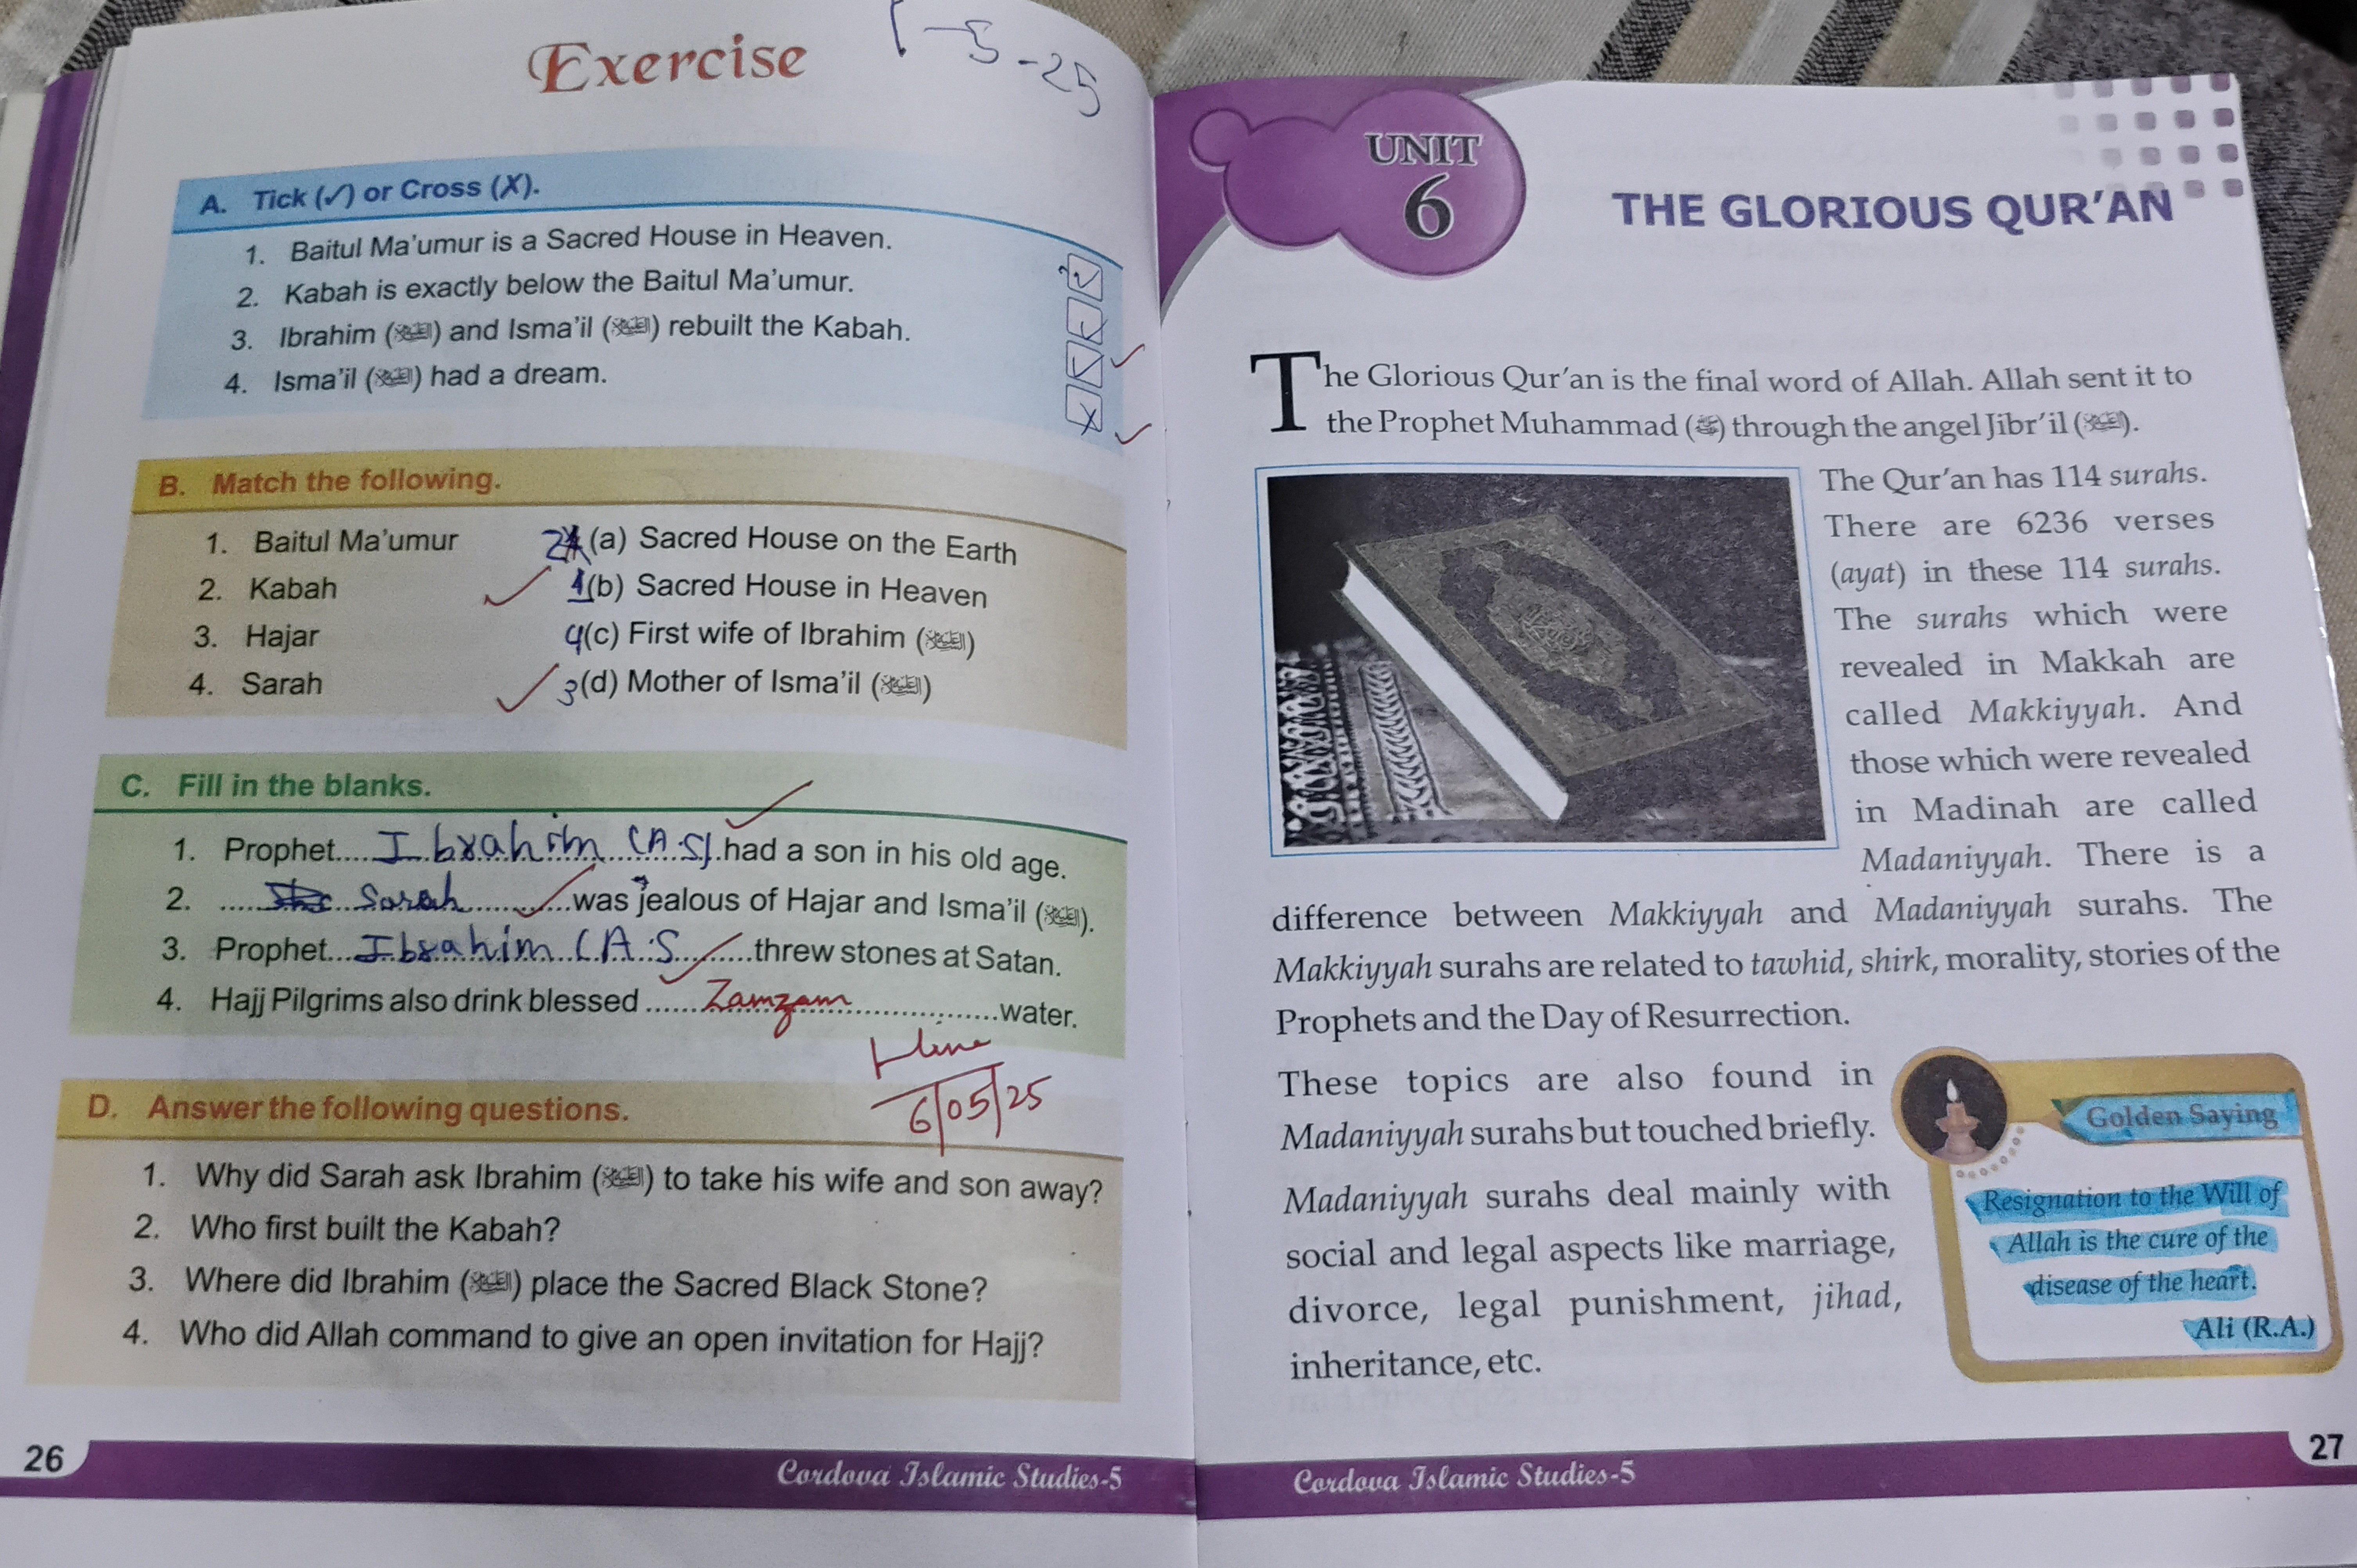 Exercise
1-5-25
A. Tick (✓) or Cross (✗).
1. Baitul Ma'umur is a Sacred House in Heaven. ✓
2. Kabah is exactly below the Baitul Ma'umur. ✓
3. Ibrahim (عليه السلام) and Isma'il (عليه السلام) rebuilt the Kabah. ✓
4. Isma'il (عليه السلام) had a dream. ✗
B. Match the following.
1. Baitul Ma'umur 2 (a) Sacred House on the Earth
2. Kabah 1 (b) Sacred House in Heaven
3. Hajar 4 (c) First wife of Ibrahim (عليه السلام)
4. Sarah 3 (d) Mother of Isma'il (عليه السلام)
C. Fill in the blanks.
1. Prophet.... Ibrahim (A.S). had a son in his old age.
2. ..... Sarah ..........was jealous of Hajar and Isma'il (عليه السلام).
3. Prophet... Ibrahim (A.S .........threw stones at Satan.
4. Hajj Pilgrims also drink blessed ..... Zamzam ..............water.
6/05/25
D. Answer the following questions.
1. Why did Sarah ask Ibrahim (عليه السلام) to take his wife and son away?
2. Who first built the Kabah?
3. Where did Ibrahim (عليه السلام) place the Sacred Black Stone?
4. Who did Allah command to give an open invitation for Hajj?
26
Cordova Islamic Studies-5
UNIT
6
THE GLORIOUS QUR'AN
The Glorious Qur'an is the final word of Allah. Allah sent it to
the Prophet Muhammad (ﷺ) through the angel Jibr'il (عليه السلام).
The Qur'an has 114 surahs.
There are 6236 verses
(ayat) in these 114 surahs.
The surahs which were
revealed in Makkah are
called Makkiyyah. And
those which were revealed
in Madinah are called
Madaniyyah. There is a
difference between Makkiyyah and Madaniyyah surahs. The
Makkiyyah surahs are related to tawhid, shirk, morality, stories of the
Prophets and the Day of Resurrection.
These topics are also found in
Madaniyyah surahs but touched briefly.
Madaniyyah surahs deal mainly with
social and legal aspects like marriage,
divorce, legal punishment, jihad,
inheritance, etc.
Golden Saying
Resignation to the Will of
Allah is the cure of the
disease of the heart.
Ali (R.A.)
Cordova Islamic Studies-5
27